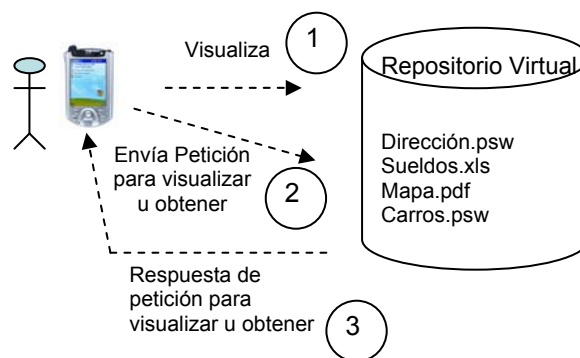 Visualiza
1
Repositorio Virtual
Dirección.psw
Sueldos.xls
Mapa.pdf
Carros.psw
Envía Petición
para visualizar
u obtener
2
Respuesta de
petición para
visualizar u obtener
3